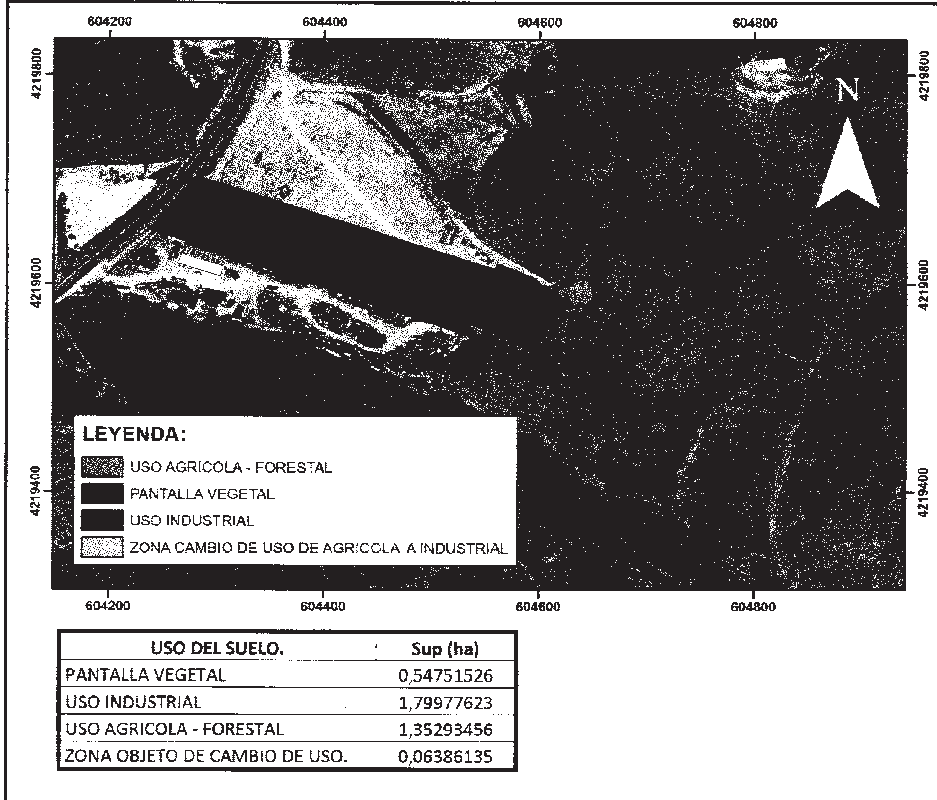 604200 604400 604600 604800
4219800 4219800
N
4219600 4219600
4219400 4219400
LEYENDA:
USO AGRICOLA - FORESTAL
PANTALLA VEGETAL
USO INDUSTRIAL
ZONA CAMBIO DE USO DE AGRICOLA A INDUSTRIAL
604200 604400 604600 604800
USO DEL SUELO. Sup (ha)
PANTALLA VEGETAL 0,54751526
USO INDUSTRIAL 1,79977623
USO AGRICOLA - FORESTAL 1,35293456
ZONA OBJETO DE CAMBIO DE USO. 0,06386135